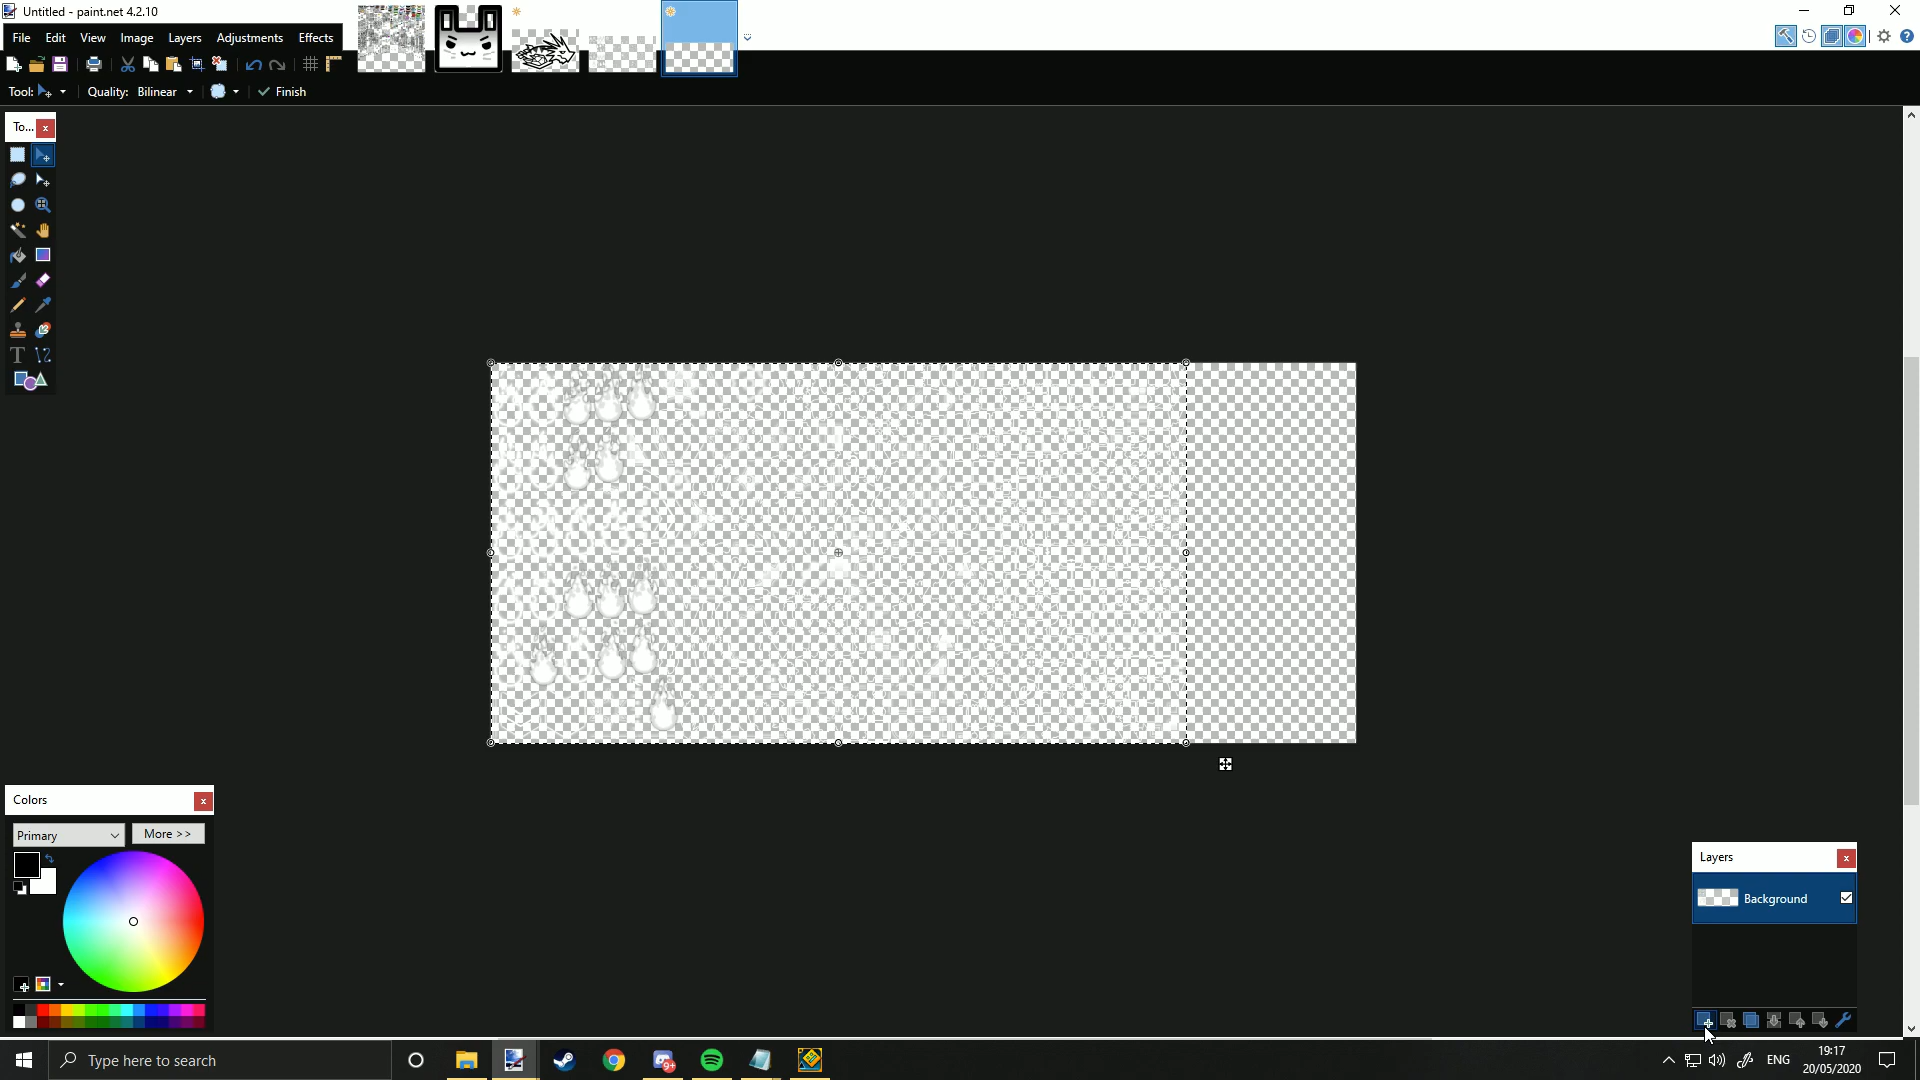 Untitled - paint.net 4.2.10
File Edit View Image Layers Adjustments Effects
Tool: Quality: Bilinear Finish
To...
T
Colors
Primary More >>
Layers
Background
Type here to search
9+
ENG
19:17
20/05/2020